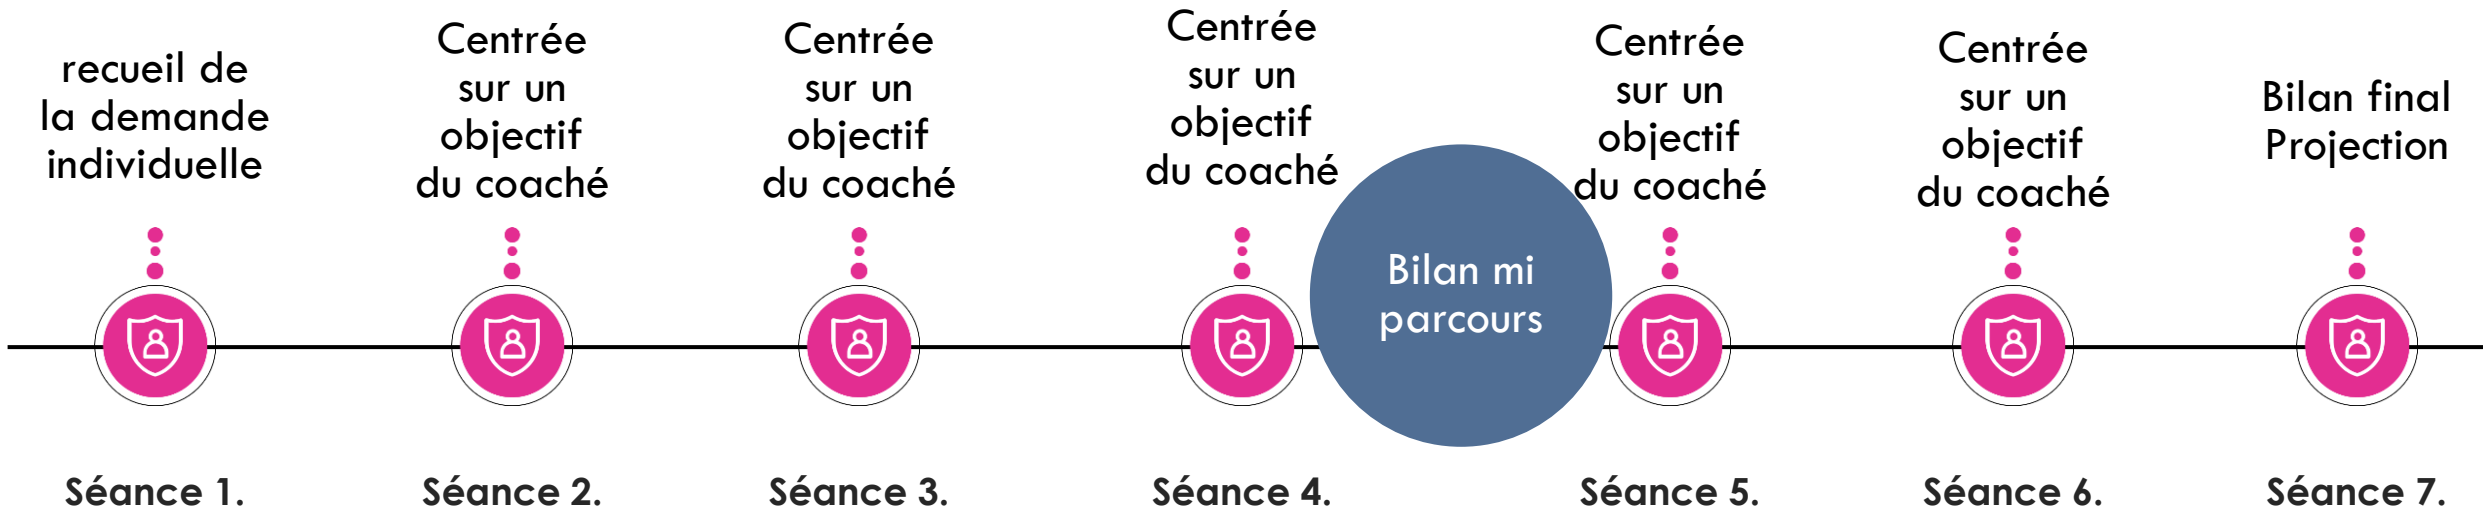 recueil de
la demande
individuelle
Centrée
sur un
objectif
du coaché
Centrée
sur un
objectif
du coaché
Centrée
sur un
objectif
du coaché
Bilan mi
parcours
Centrée
sur un
objectif
du coaché
Centrée
sur un
objectif
du coaché
Bilan final
Projection
Séance 1.
Séance 2.
Séance 3.
Séance 4.
Séance 5.
Séance 6.
Séance 7.